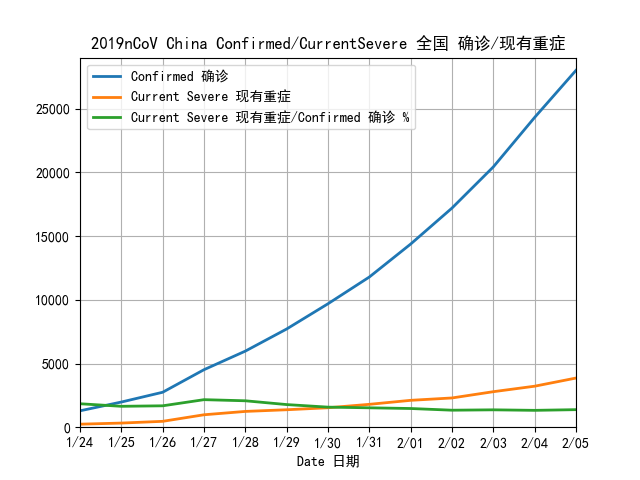 2019nCoV China Confirmed/CurrentSevere 全国 确诊/现有重症
Confirmed 确诊
Current Severe 现有重症
Current Severe 现有重症/Confirmed 确诊 %
25000
20000
15000
10000
5000
0
1/24 1/25 1/26 1/27 1/28 1/29 1/30 1/31 2/01 2/02 2/03 2/04 2/05
Date 日期